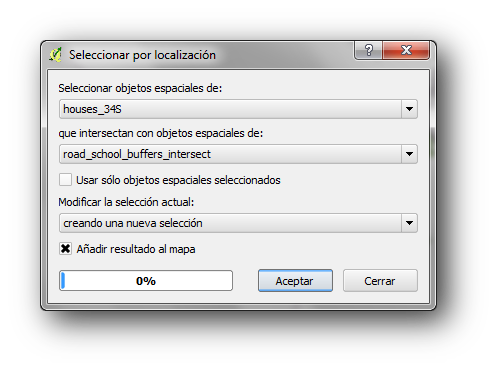 Seleccionar por localización
Seleccionar objetos espaciales de:
houses_34S
que intersectan con objetos espaciales de:
road_school_buffers_intersect
Usar sólo objetos espaciales seleccionados
Modificar la selección actual:
creando una nueva selección
Añadir resultado al mapa
0% Aceptar Cerrar